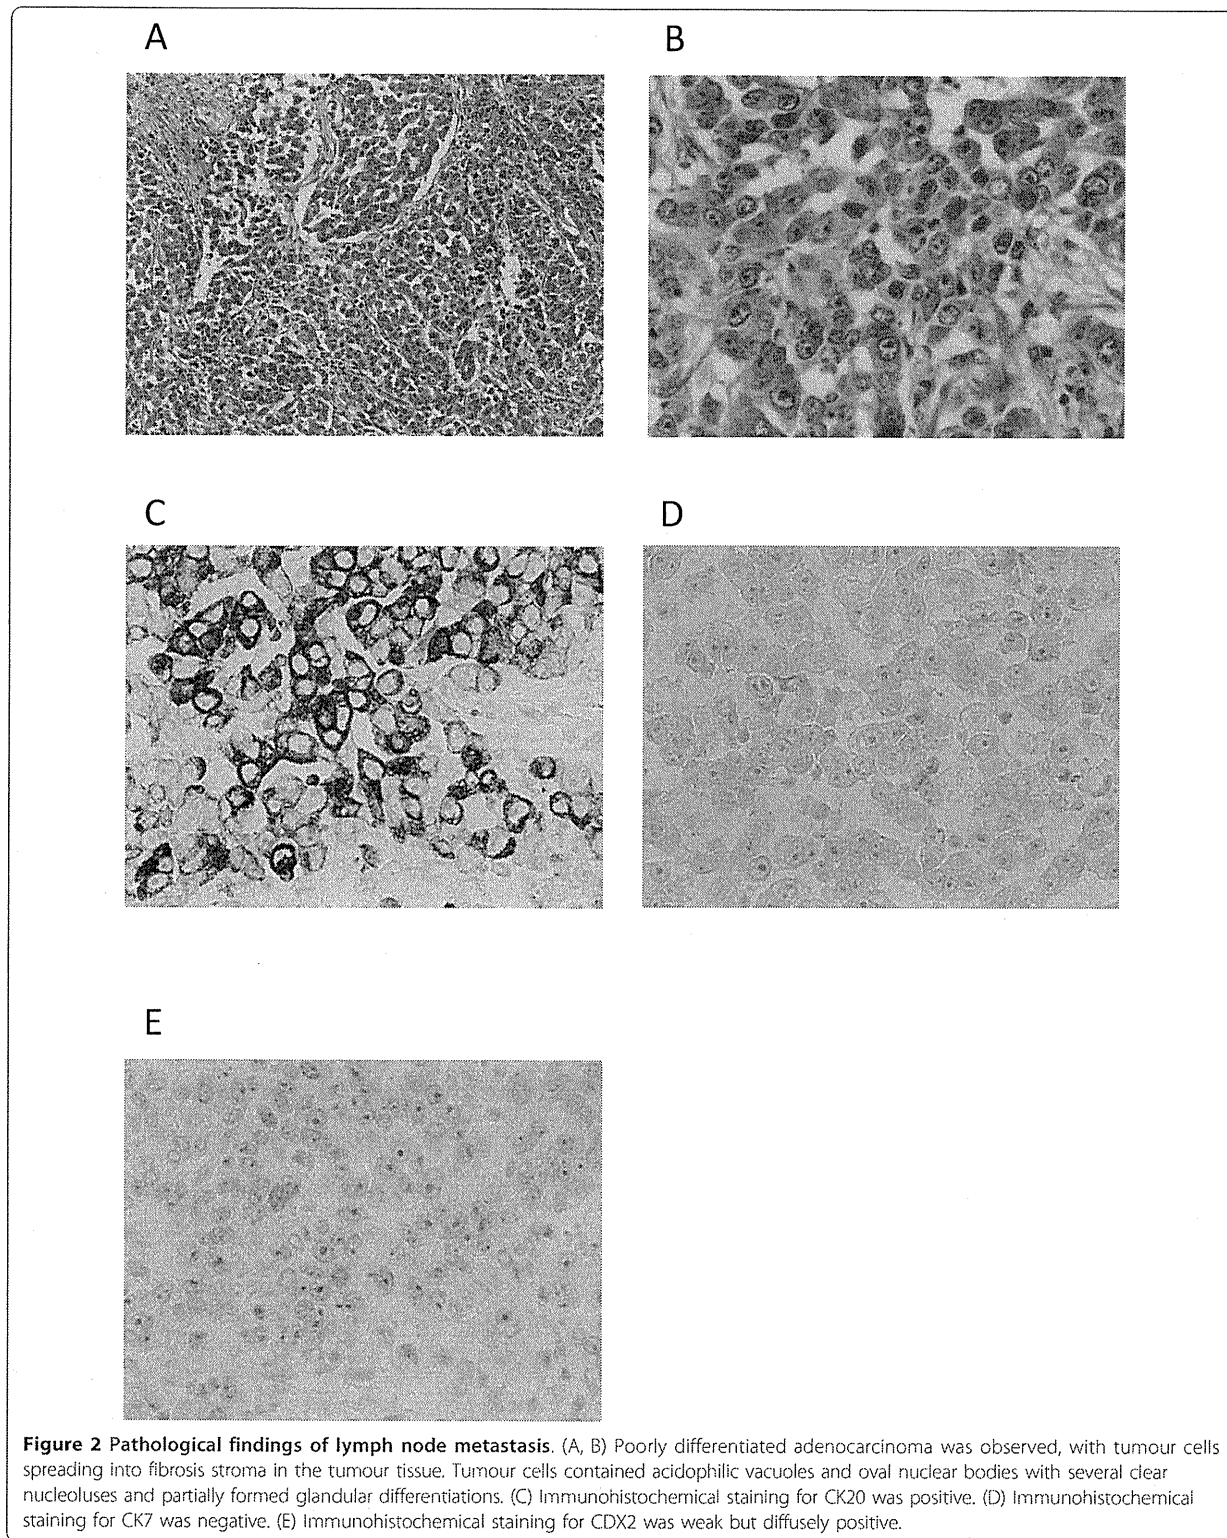 A
B
C
D
E
Figure 2 Pathological findings of lymph node metastasis. (A, B) Poorly differentiated adenocarcinoma was observed, with tumour cells
spreading into fibrosis stroma in the tumour tissue. Tumour cells contained acidophilic vacuoles and oval nuclear bodies with several clear
nucleoluses and partially formed glandular differentiations. (C) Immunohistochemical staining for CK20 was positive. (D) Immunohistochemical
staining for CK7 was negative. (E) Immunohistochemical staining for CDX2 was weak but diffusely positive.